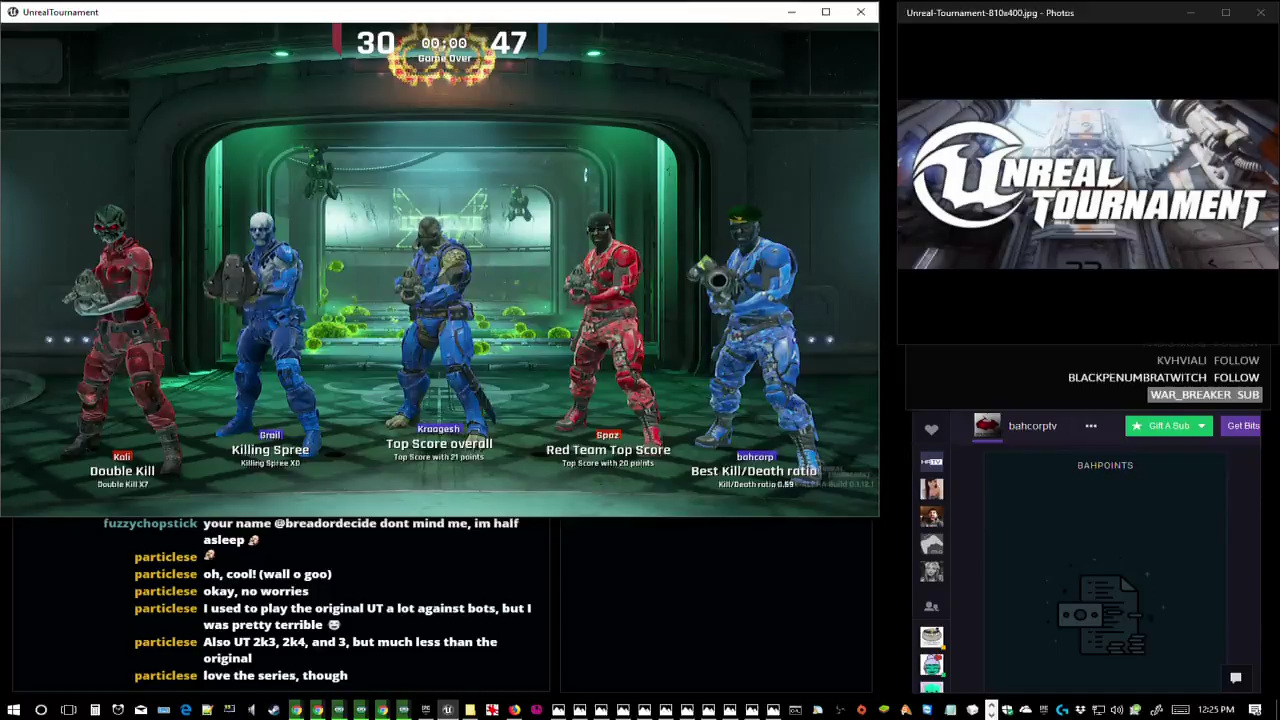 UnrealTournament
30 00:00 47
Game Over
Kali
Double Kill
Double Kill X7
Grail
Killing Spree
Killing Spree X6
Kraagesh
Top Score overall
Top Score with 21 points
Spaz
Red Team Top Score
Top Score with 20 points
bahcorp
Best Kill/Death ratio
Kill/Death ratio 0.59
fuzzychopstick your name @breadordecide dont mind me, im half
asleep
particlese
particlese oh, cool! (wall o goo)
particlese okay, no worries
particlese I used to play the original UT a lot against bots, but I
was pretty terrible
particlese Also UT 2k3, 2k4, and 3, but much less than the
original
particlese love the series, though
Unreal-Tournament-810x400.jpg - Photos
UNREAL
TOURNAMENT
KVHVIALI FOLLOW
BLACKPENUMBRATWITCH FOLLOW
WAR_BREAKER SUB
bahcorptv
Gift A Sub
Get Bits
BAHPOINTS
12:25 PM